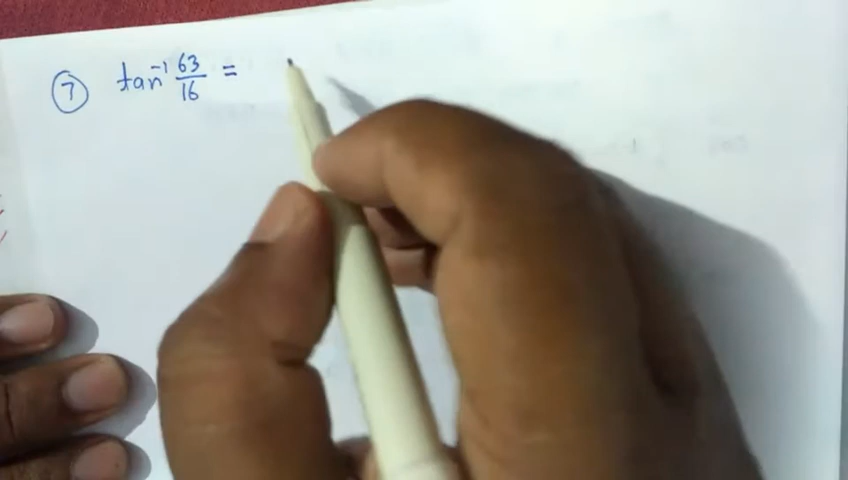 ⑦ tan⁻¹ 63/16 =